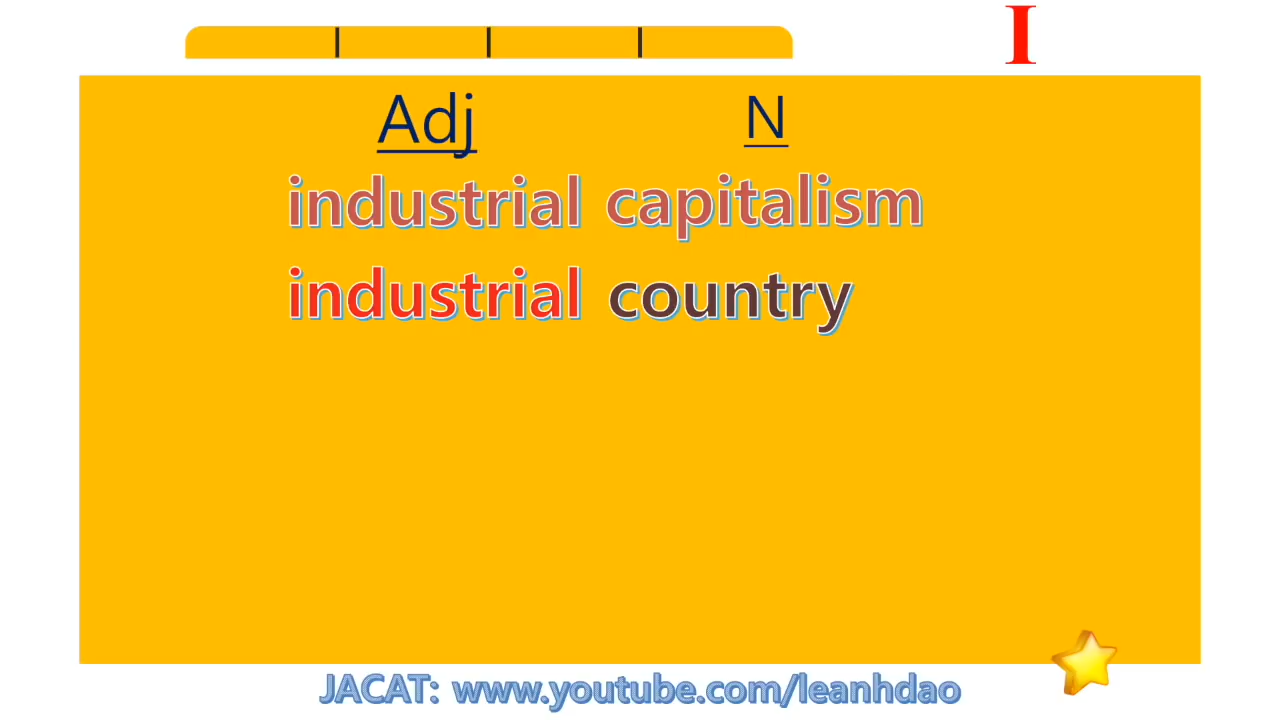 I
Adj N
industrial capitalism
industrial country
JACAT: www.youtube.com/leanhdao